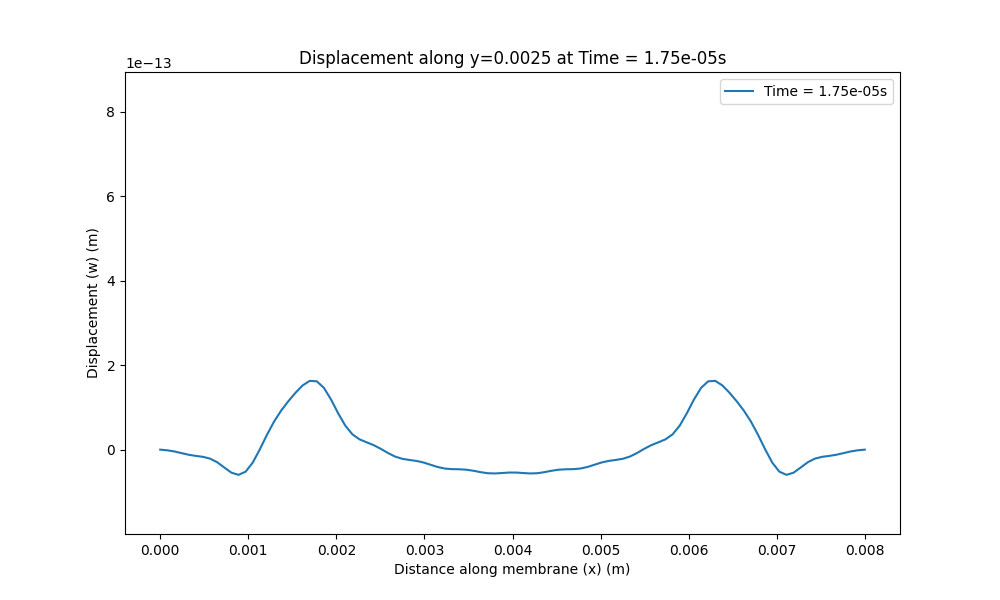 Displacement along y=0.0025 at Time = 1.75e-05s
1e−13
Time = 1.75e-05s
8
6
4
2
0
Displacement (w) (m)
0.000 0.001 0.002 0.003 0.004 0.005 0.006 0.007 0.008
Distance along membrane (x) (m)